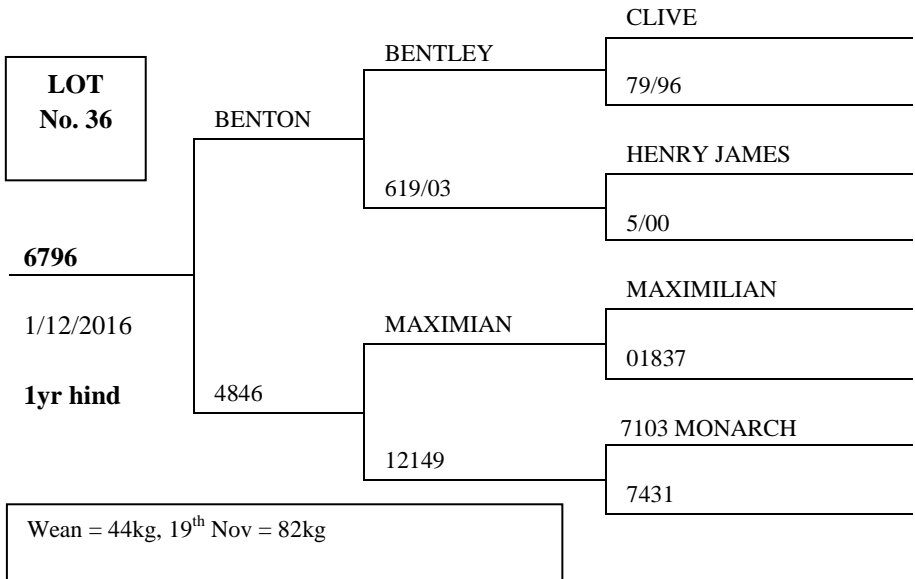 LOT
No. 36
6796
1/12/2016
1yr hind
BENTON
4846
BENTLEY
619/03
MAXIMIAN
12149
CLIVE
79/96
HENRY JAMES
5/00
MAXIMILIAN
01837
7103 MONARCH
7431
Wean = 44kg, 19th Nov = 82kg